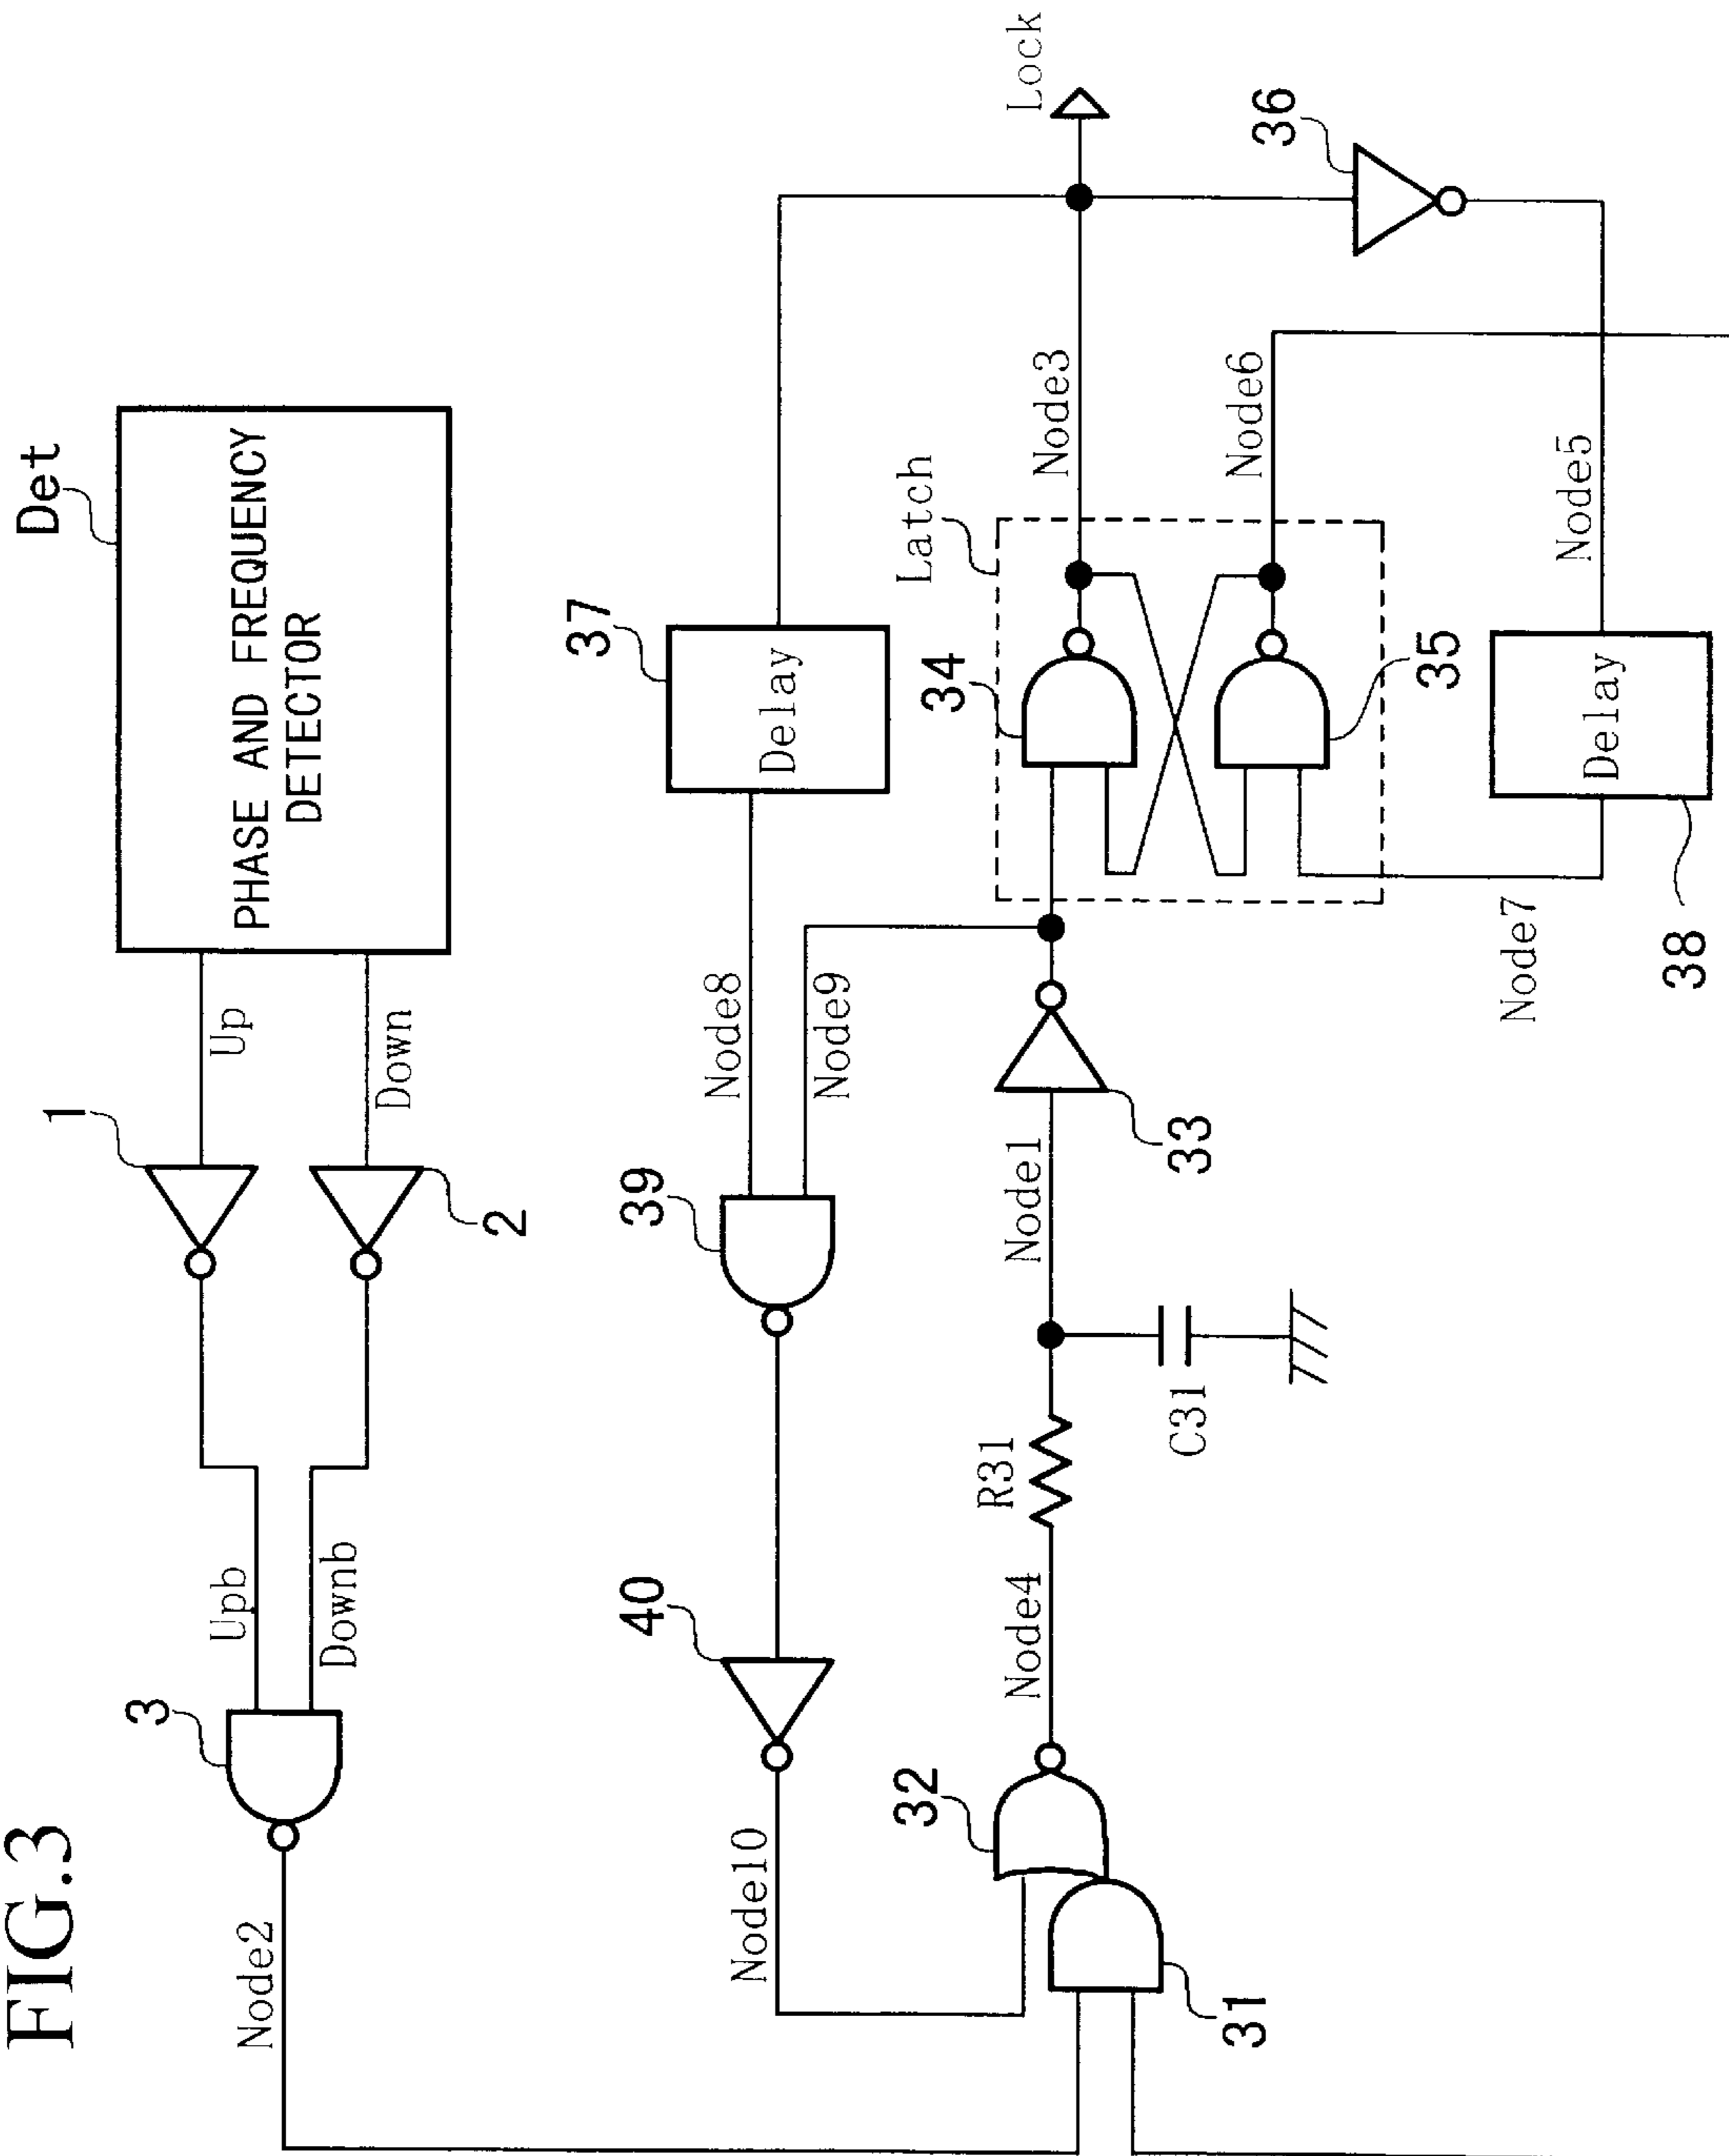 FIG.3
Det
PHASE AND FREQUENCY
DETECTOR
Up
Down
1
2
Upb
Downb
3
Node2
37
Delay
Node8
Node9
39
40
Node10
Lock
Latch
Node3
Node6
34
35
36
Node5
Delay
38
Node7
33
Node1
C31
R31
Node4
32
31